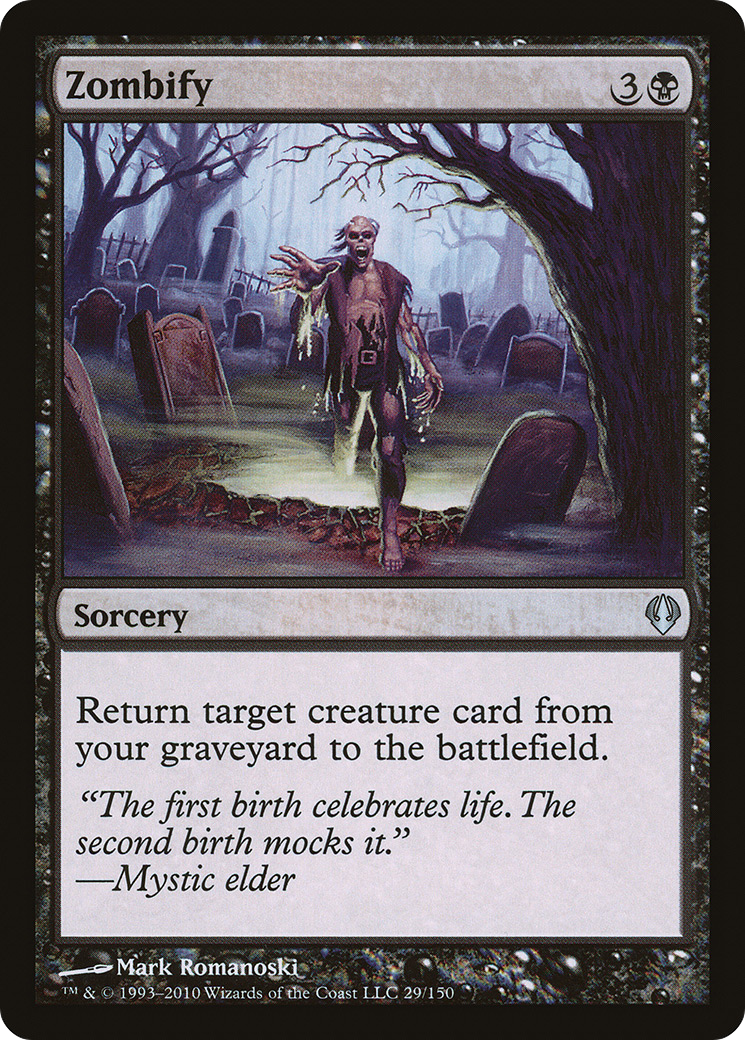 Zombify
3
Sorcery
Return target creature card from
your graveyard to the battlefield.
“The first birth celebrates life. The
second birth mocks it.”
—Mystic elder
Mark Romanoski
™ & © 1993–2010 Wizards of the Coast LLC 29/150